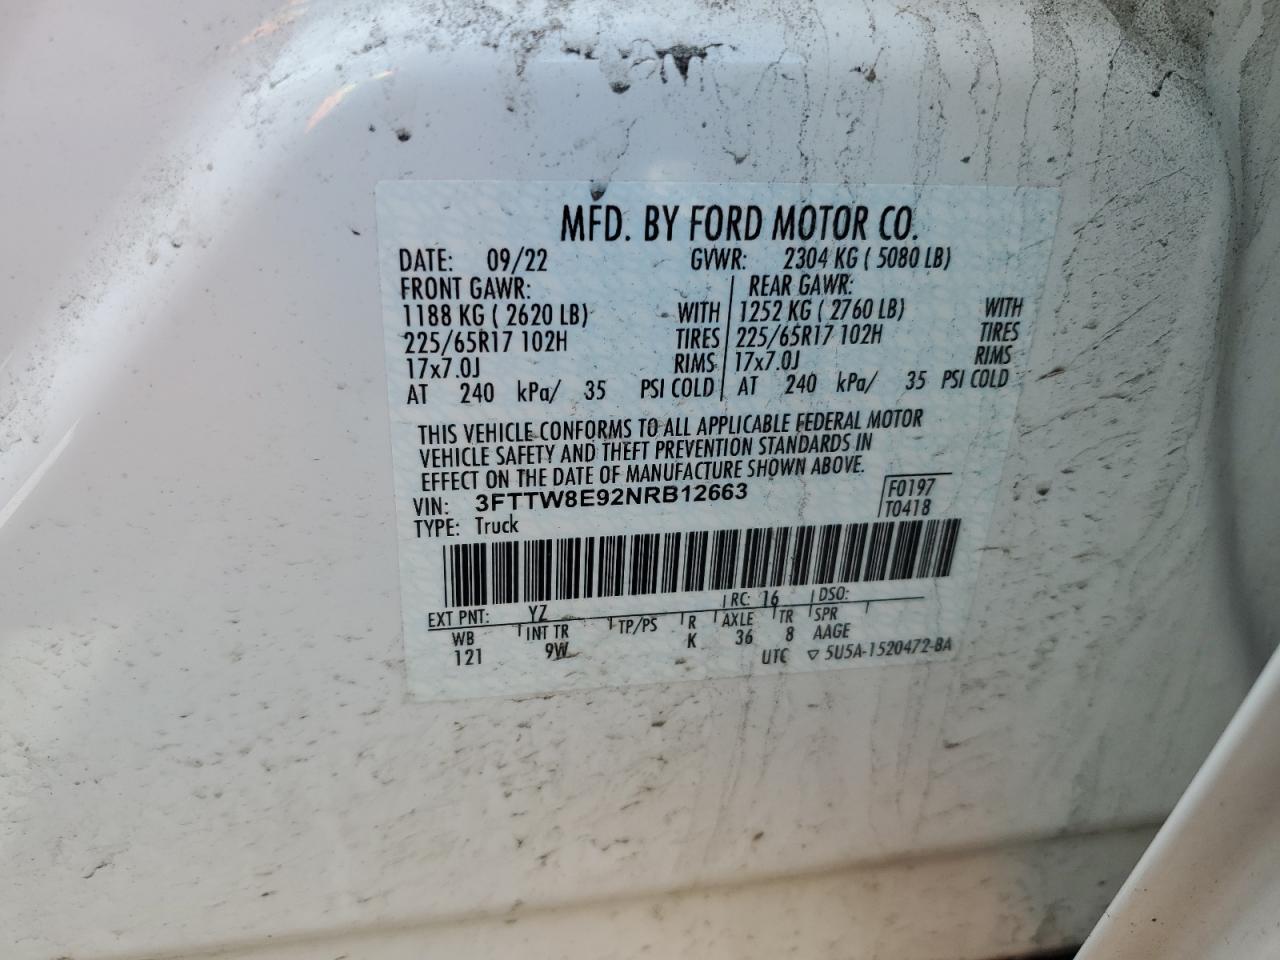 MFD. BY FORD MOTOR CO.
DATE: 09/22 GVWR: 2304 KG ( 5080 LB)
FRONT GAWR: REAR GAWR:
1188 KG ( 2620 LB) WITH 1252 KG ( 2760 LB) WITH
225/65R17 102H TIRES 225/65R17 102H TIRES
17x7.0J RIMS 17x7.0J RIMS
AT 240 kPa/ 35 PSI COLD AT 240 kPa/ 35 PSI COLD
THIS VEHICLE CONFORMS TO ALL APPLICABLE FEDERAL MOTOR
VEHICLE SAFETY AND THEFT PREVENTION STANDARDS IN
EFFECT ON THE DATE OF MANUFACTURE SHOWN ABOVE.
VIN: 3FTTW8E92NRB12663 F0197
TYPE: Truck T0418
EXT PNT: YZ RC: 16 DSO:
WB INT TR TP/PS R AXLE TR SPR
121 9W K 36 8 AAGE
UTC ▽ 5U5A-1520472-BA